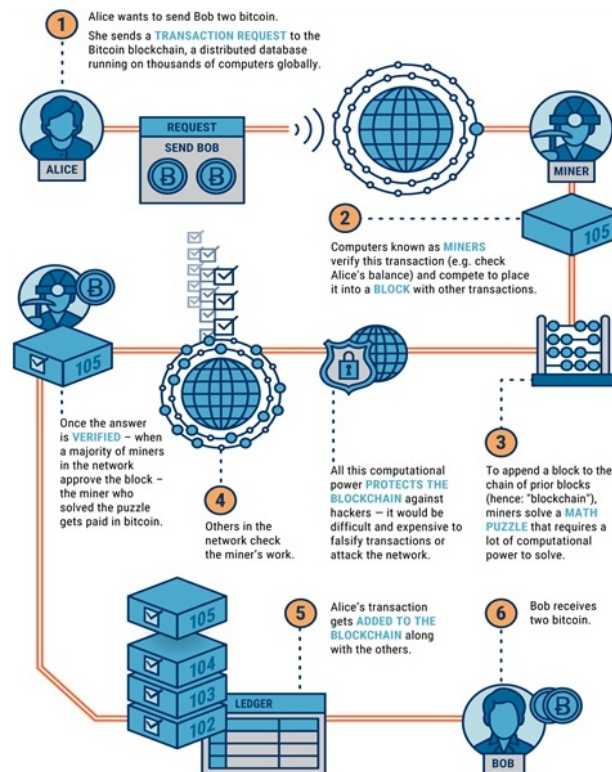 1
Alice wants to send Bob two bitcoin.
She sends a TRANSACTION REQUEST to the
Bitcoin blockchain, a distributed database
running on thousands of computers globally.
ALICE
REQUEST
SEND BOB
MINER
2
105
Computers known as MINERS
verify this transaction (e.g. check
Alice's balance) and compete to place
it into a BLOCK with other transactions.
105
Once the answer
is VERIFIED – when
a majority of miners
in the network
approve the block –
the miner who
solved the puzzle
gets paid in bitcoin.
4
Others in the
network check
the miner's work.
All this computational
power PROTECTS THE
BLOCKCHAIN against
hackers – it would be
difficult and expensive to
falsify transactions or
attack the network.
3
To append a block to the
chain of prior blocks
(hence: "blockchain"),
miners solve a MATH
PUZZLE that requires a
lot of computational
power to solve.
105
104
103
102
5
Alice's transaction
gets ADDED TO THE
BLOCKCHAIN along
with the others.
LEDGER
6
Bob receives
two bitcoin.
BOB